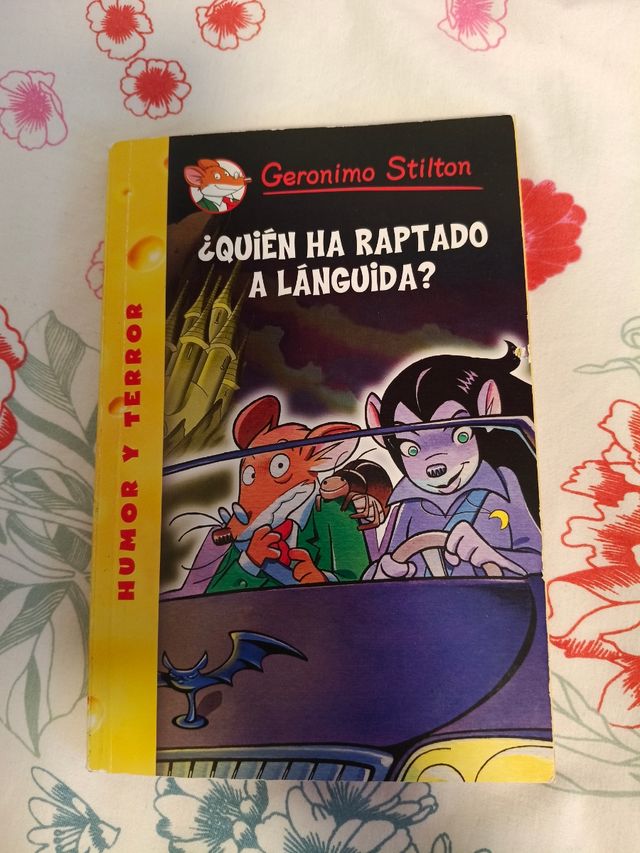 Geronimo Stilton
¿QUIÉN HA RAPTADO
A LÁNGUIDA?
HUMOR Y TERROR